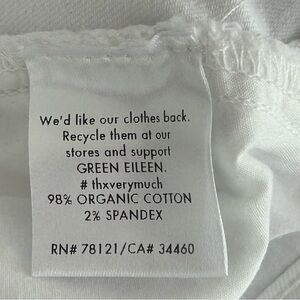 We'd like our clothes back.
Recycle them at our
stores and support
GREEN EILEEN.
# thxverymuch
98% ORGANIC COTTON
2% SPANDEX
RN# 78121/CA# 34460